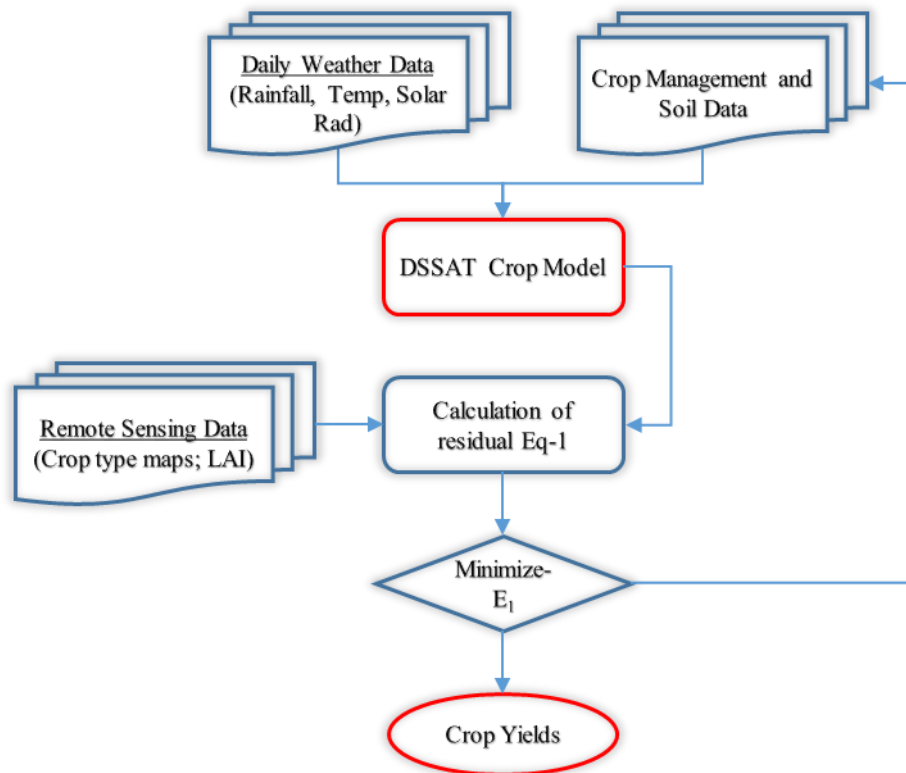 Daily Weather Data
(Rainfall, Temp, Solar
Rad)
Crop Management and
Soil Data
DSSAT Crop Model
Remote Sensing Data
(Crop type maps; LAI)
Calculation of
residual Eq-1
Minimize-
E₁
Crop Yields